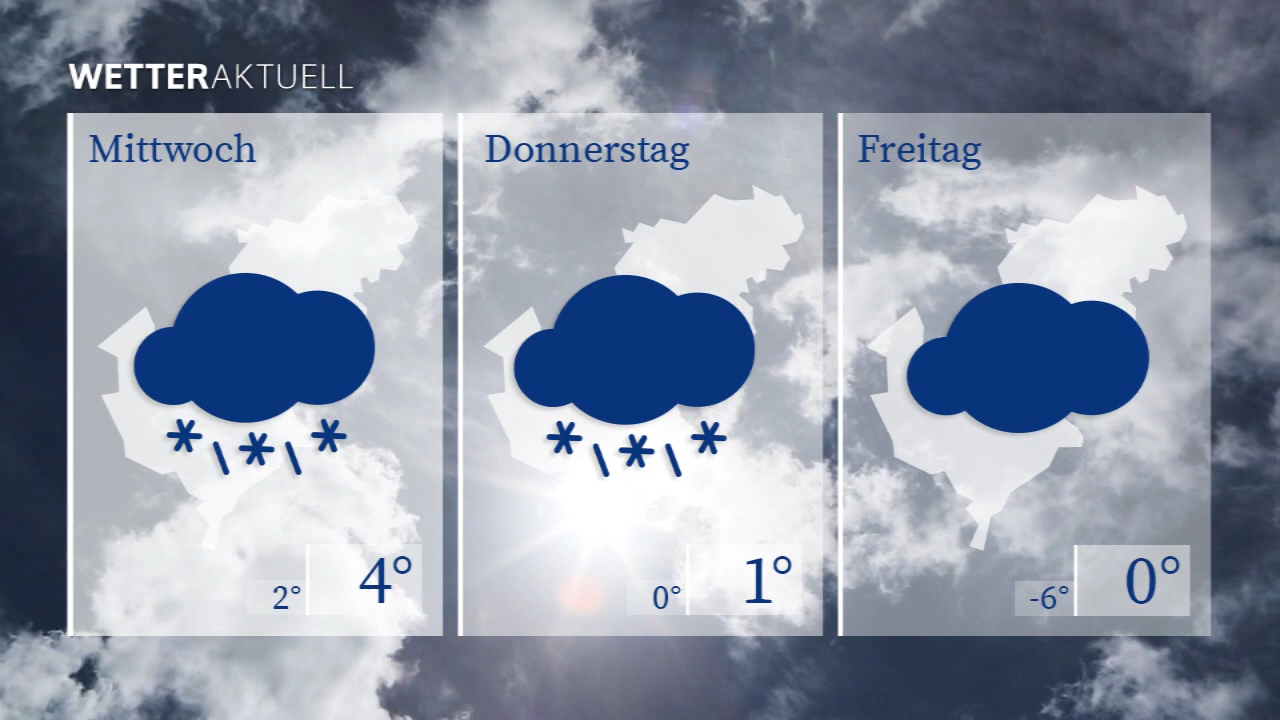 WETTERAKTUELL
Mittwoch
Donnerstag
Freitag
2° 4°
0° 1°
-6° 0°